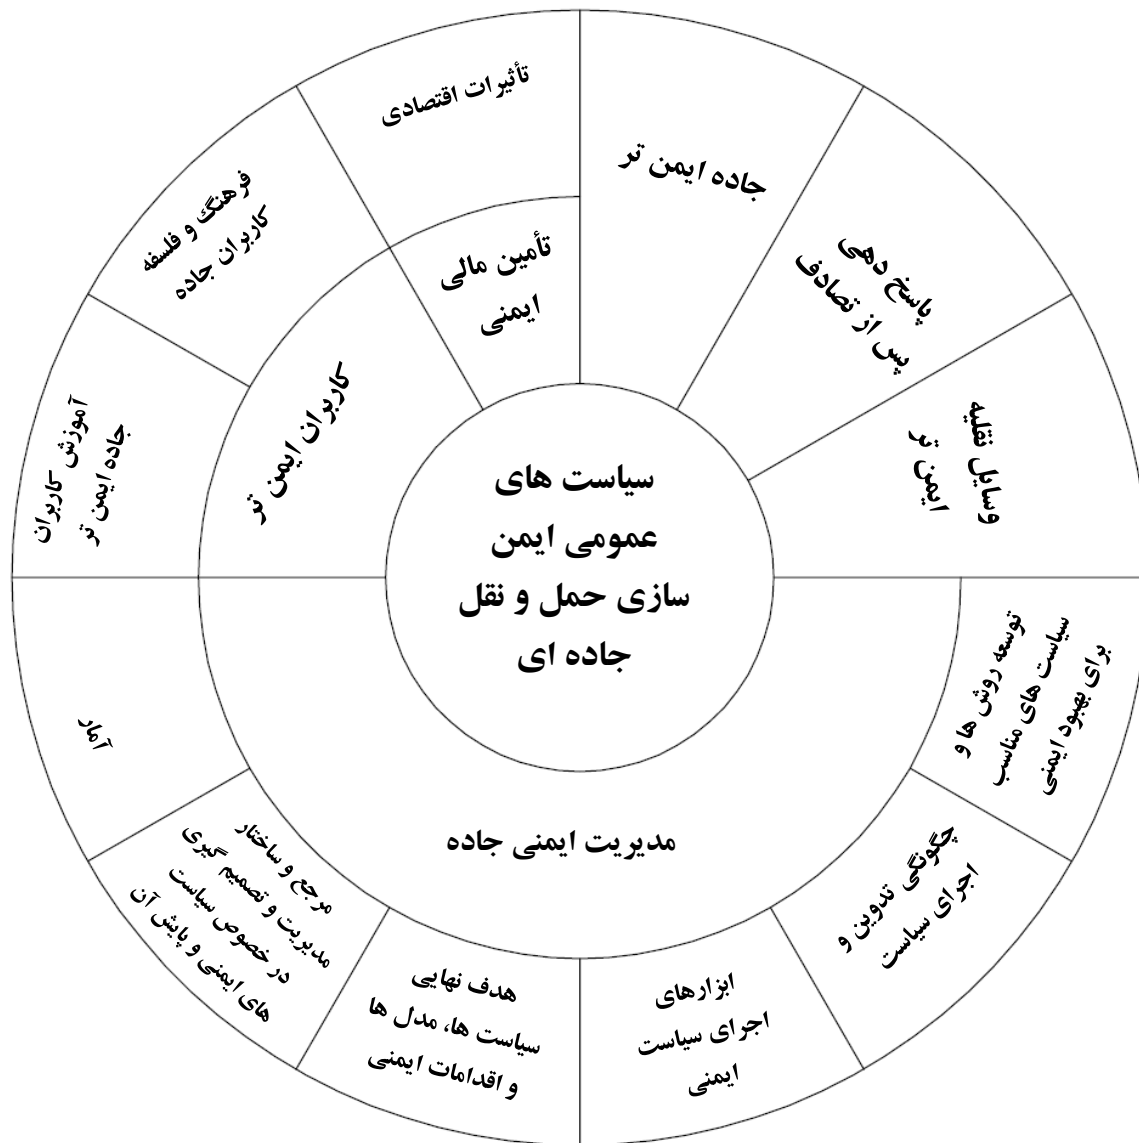 تأثیرات اقتصادی
جاده ایمن تر
فرهنگ و فلسفه
کاربران جاده
تأمین مالی
ایمنی
پاسخ دهی
پس از تصادف
کاربران ایمن تر
آموزش کاربران
جاده ایمن تر
وسایل نقلیه
ایمن تر
سیاست های
عمومی ایمن
سازی حمل و نقل
جاده ای
توسعه روش ها و
سیاست های مناسب
برای بهبود ایمنی
آمار
مدیریت ایمنی جاده
چگونگی تدوین و
اجرای سیاست
مرجع و ساختار
مدیریت و تصمیم گیری
در خصوص سیاست
های ایمنی و پایش آن
هدف نهایی
سیاست ها، مدل ها
و اقدامات ایمنی
ابزارهای
اجرای سیاست
ایمنی